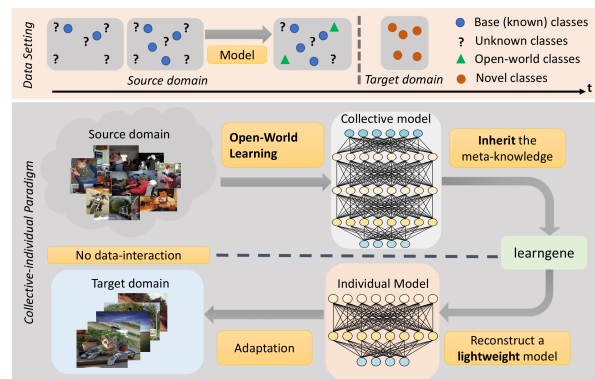 Data Setting
? ? ? ? ?
? ? ? ? ?
? ? ? ?
Model
Source domain
Target domain
Base (known) classes
? Unknown classes
Open-world classes
Novel classes
t
Collective-individual Paradigm
Source domain
Open-World
Learning
Collective model
Inherit the
meta-knowledge
No data-interaction
learngene
Target domain
Adaptation
Individual Model
Reconstruct a
lightweight model